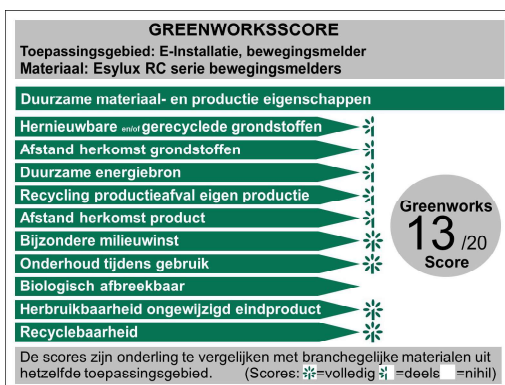 GREENWORKSSCORE
Toepassingsgebied: E-Installatie, bewegingsmelder
Materiaal: Esylux RC serie bewegingsmelders
Duurzame materiaal- en productie eigenschappen
Hernieuwbare en/of gerecyclede grondstoffen
Afstand herkomst grondstoffen
Duurzame energiebron
Recycling productieafval eigen productie
Afstand herkomst product
Bijzondere milieuwinst
Onderhoud tijdens gebruik
Biologisch afbreekbaar
Herbruikbaarheid ongewijzigd eindproduct
Recyclebaarheid
Greenworks
13 /20
Score
De scores zijn onderling te vergelijken met branchegelijke materialen uit
hetzelfde toepassingsgebied. (Scores: =volledig =deels =nihil)